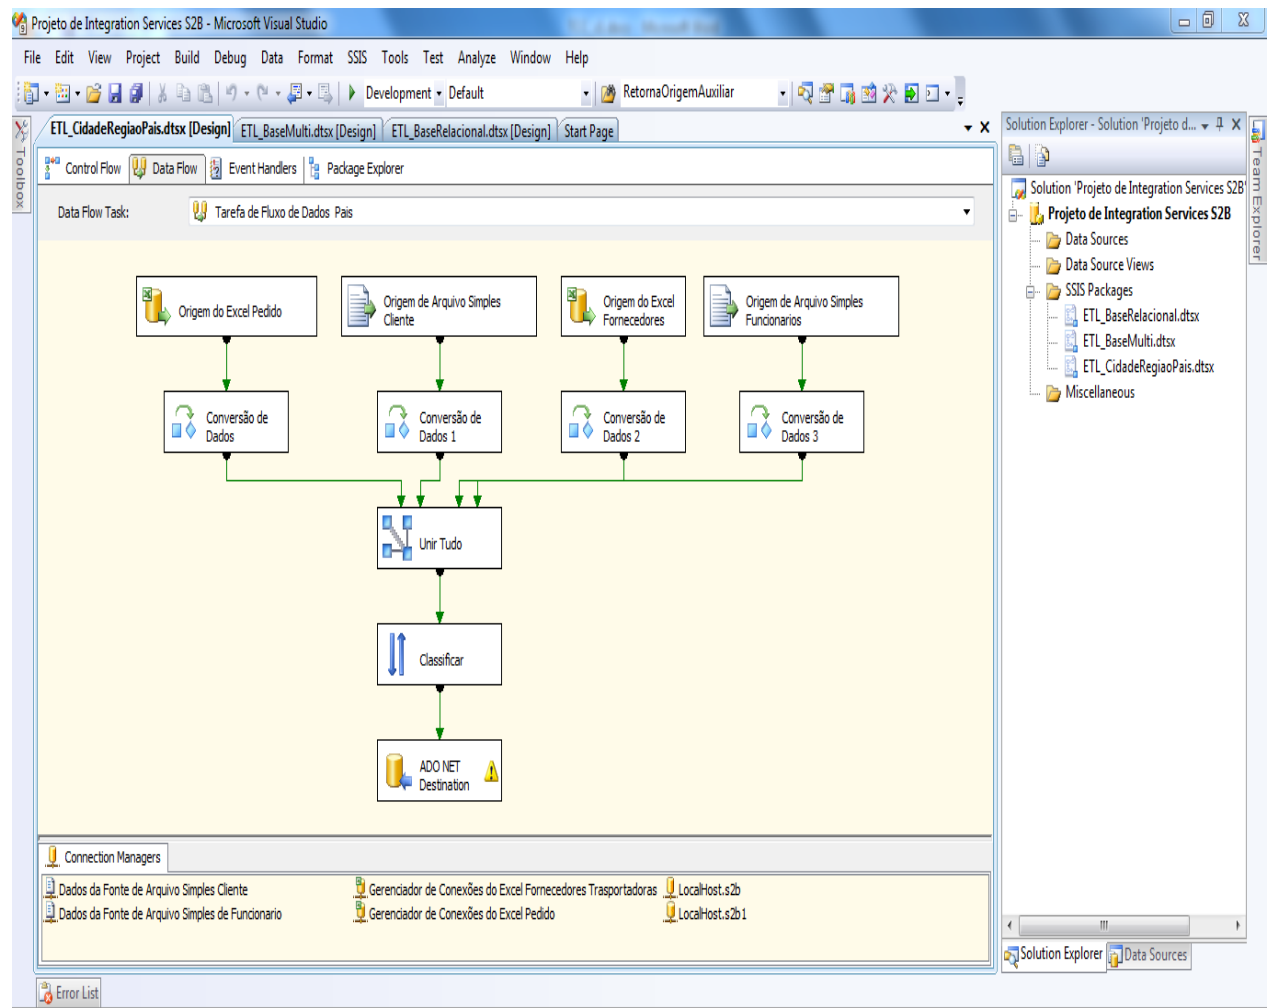 Projeto de Integration Services S2B - Microsoft Visual Studio
File Edit View Project Build Debug Data Format SSIS Tools Test Analyze Window Help
Development Default RetornaOrigemAuxiliar
ETL_CidadeRegiaoPais.dtsx [Design] ETL_BaseMulti.dtsx [Design] ETL_BaseRelacional.dtsx [Design] Start Page
Toolbox
Control Flow Data Flow Event Handlers Package Explorer
Data Flow Task: Tarefa de Fluxo de Dados Pais
Origem do Excel Pedido
Origem de Arquivo Simples
Cliente
Origem do Excel
Fornecedores
Origem de Arquivo Simples
Funcionarios
Conversão de
Dados
Conversão de
Dados 1
Conversão de
Dados 2
Conversão de
Dados 3
Unir Tudo
Classificar
ADO NET
Destination
Connection Managers
Dados da Fonte de Arquivo Simples Cliente Gerenciador de Conexões do Excel Fornecedores Trasportadoras LocalHost.s2b
Dados da Fonte de Arquivo Simples de Funcionario Gerenciador de Conexões do Excel Pedido LocalHost.s2b1
Error List
Solution Explorer - Solution 'Projeto d...
Solution 'Projeto de Integration Services S2B'
Projeto de Integration Services S2B
Data Sources
Data Source Views
SSIS Packages
ETL_BaseRelacional.dtsx
ETL_BaseMulti.dtsx
ETL_CidadeRegiaoPais.dtsx
Miscellaneous
Solution Explorer Data Sources
Team Explorer